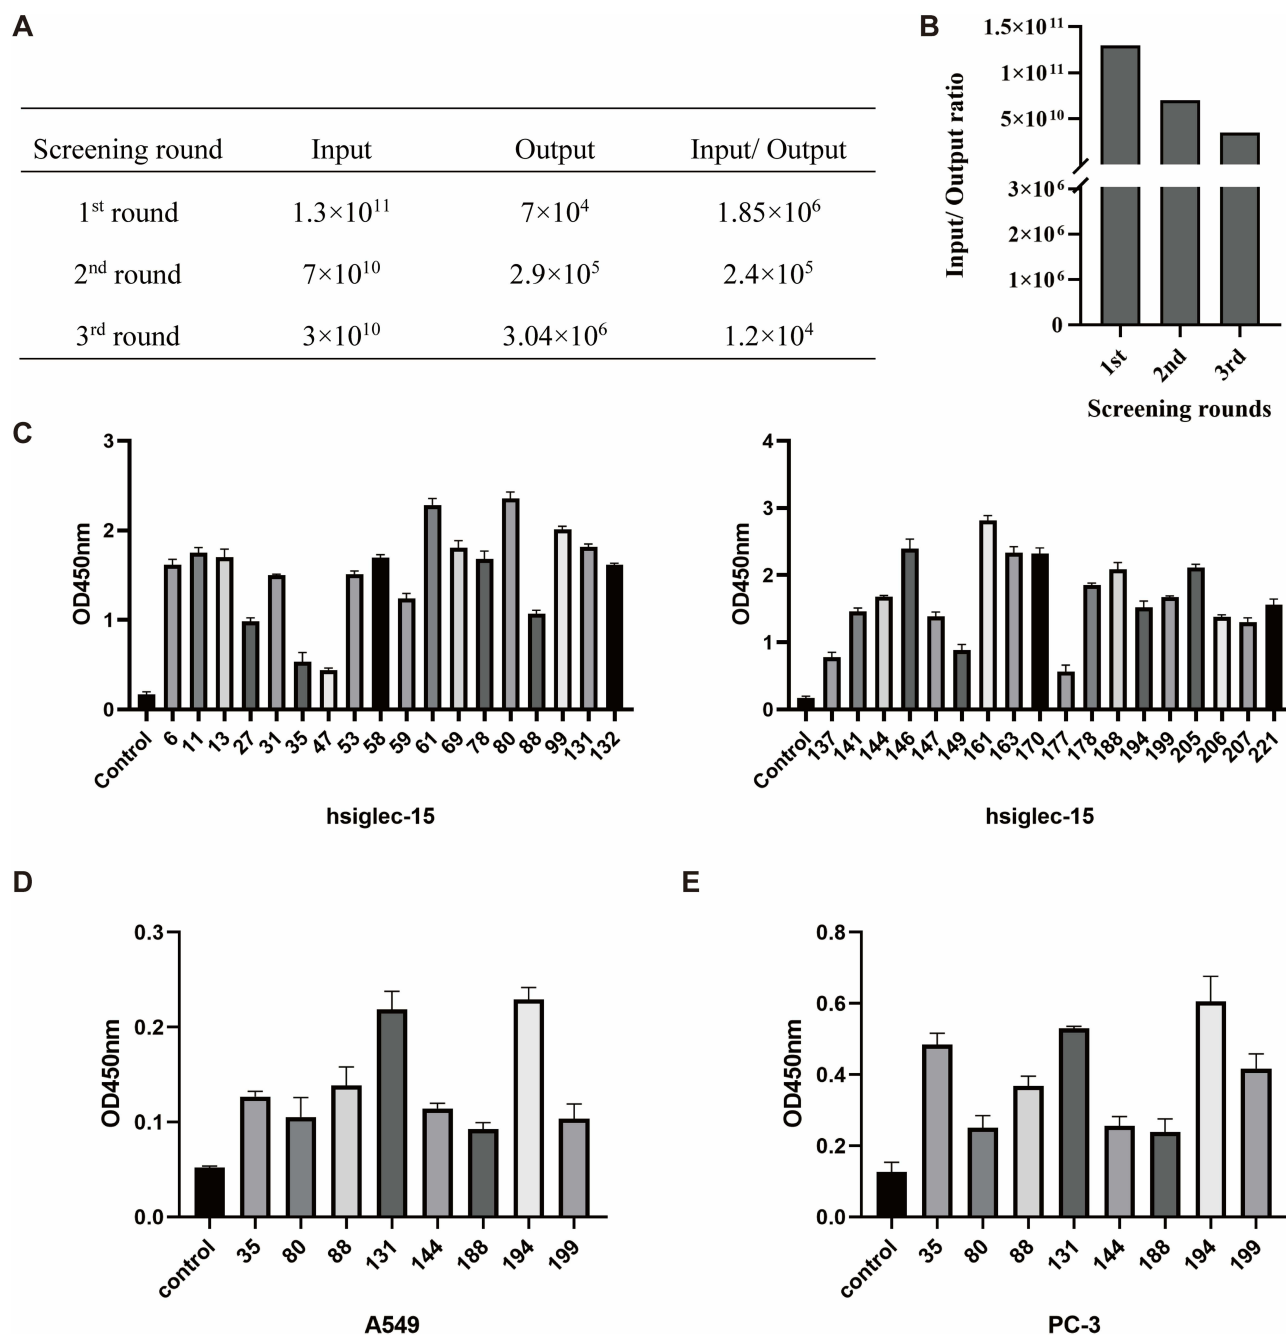 A
Screening round Input Output Input/ Output
1st round 1.3×10¹¹ 7×10⁴ 1.85×10⁶
2nd round 7×10¹⁰ 2.9×10⁵ 2.4×10⁵
3rd round 3×10¹⁰ 3.04×10⁶ 1.2×10⁴
B
Input/ Output ratio
1.5×10¹¹
1×10¹¹
5×10¹⁰
3×10⁶
2×10⁶
1×10⁶
0
1st 2nd 3rd
Screening rounds
C
OD450nm
3
2
1
0
Control 6 11 13 27 31 35 47 53 58 59 61 69 78 80 88 99 131 132
hsiglec-15
OD450nm
4
3
2
1
0
Control 137 141 144 146 147 149 161 163 170 177 178 188 194 199 205 206 207 221
hsiglec-15
D
OD450nm
0.3
0.2
0.1
0.0
control 35 80 88 131 144 188 194 199
A549
E
OD450nm
0.8
0.6
0.4
0.2
0.0
control 35 80 88 131 144 188 194 199
PC-3